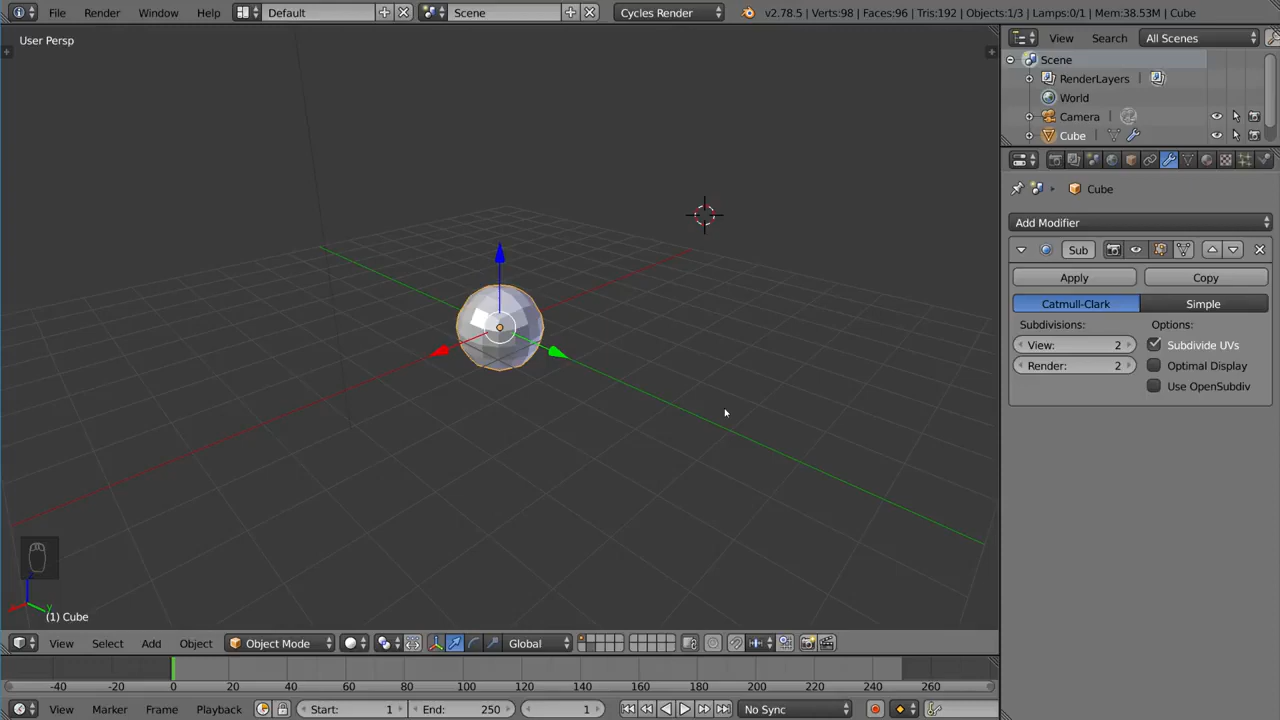 File Render Window Help Default Scene Cycles Render v2.78.5 | Verts:98 | Faces:96 | Tris:192 | Objects:1/3 | Lamps:0/1 | Mem:38.53M | Cube
User Persp
View Search All Scenes
Scene
RenderLayers
World
Camera
Cube
Cube
Add Modifier
Sub
Apply Copy
Catmull-Clark Simple
Subdivisions: Options:
View: 2 Subdivide UVs
Render: 2 Optimal Display
Use OpenSubdiv
(1) Cube
View Select Add Object Object Mode Global
-40 -20 0 20 40 60 80 100 120 140 160 180 200 220 240 260
View Marker Frame Playback Start: 1 End: 250 1 No Sync